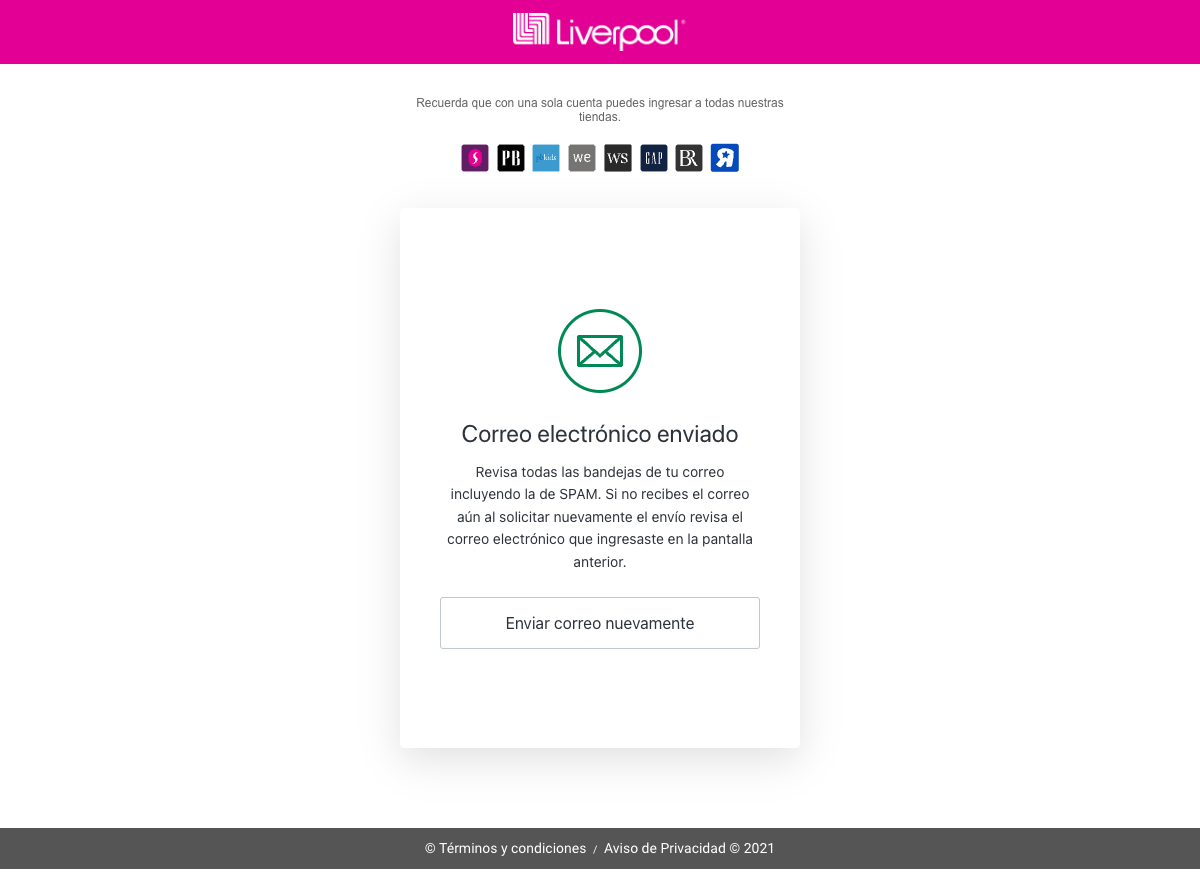 Liverpool
Recuerda que con una sola cuenta puedes ingresar a todas nuestras
tiendas.
S PB pbkids we WS GAP BR R
Correo electrónico enviado
Revisa todas las bandejas de tu correo
incluyendo la de SPAM. Si no recibes el correo
aún al solicitar nuevamente el envío revisa el
correo electrónico que ingresaste en la pantalla
anterior.
Enviar correo nuevamente
© Términos y condiciones / Aviso de Privacidad © 2021